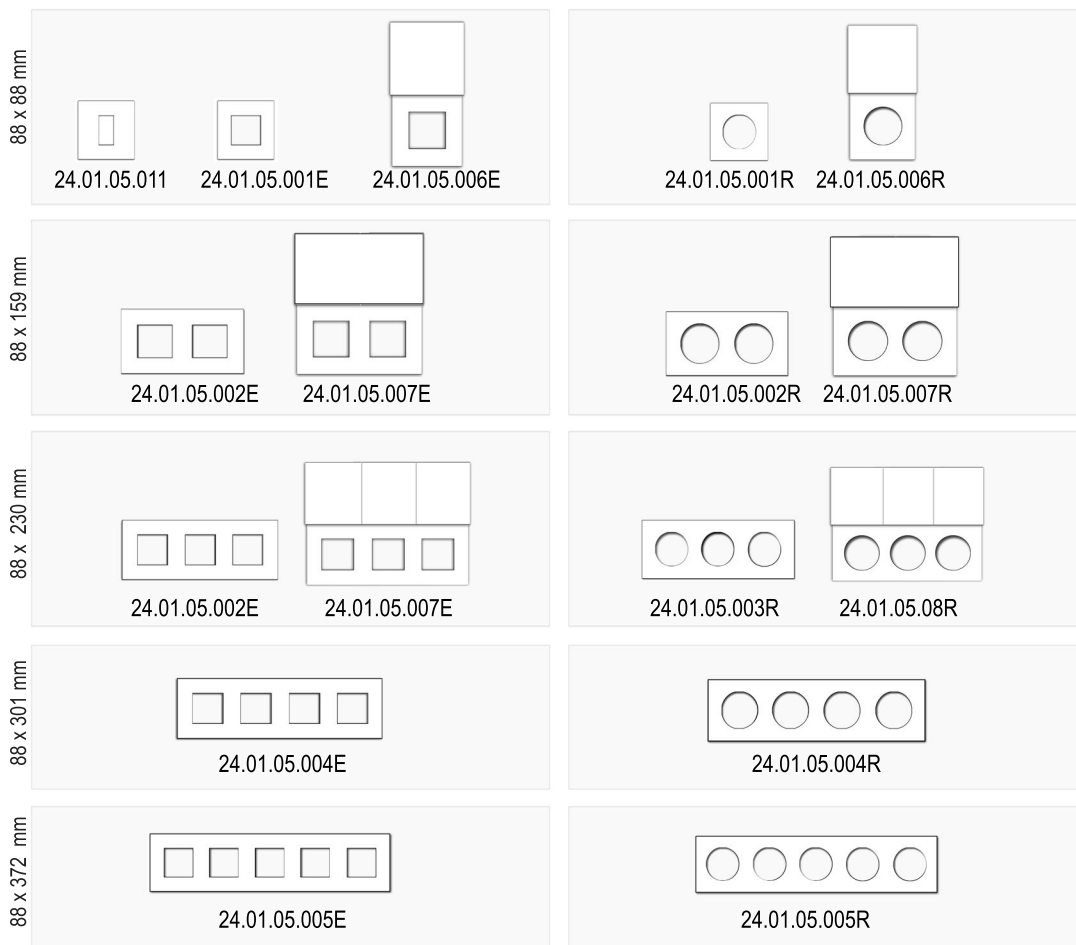 88 x 88 mm
24.01.05.011
24.01.05.001E
24.01.05.006E
24.01.05.001R
24.01.05.006R
88 x 159 mm
24.01.05.002E
24.01.05.007E
24.01.05.002R
24.01.05.007R
88 x 230 mm
24.01.05.002E
24.01.05.007E
24.01.05.003R
24.01.05.08R
88 x 301 mm
24.01.05.004E
24.01.05.004R
88 x 372 mm
24.01.05.005E
24.01.05.005R